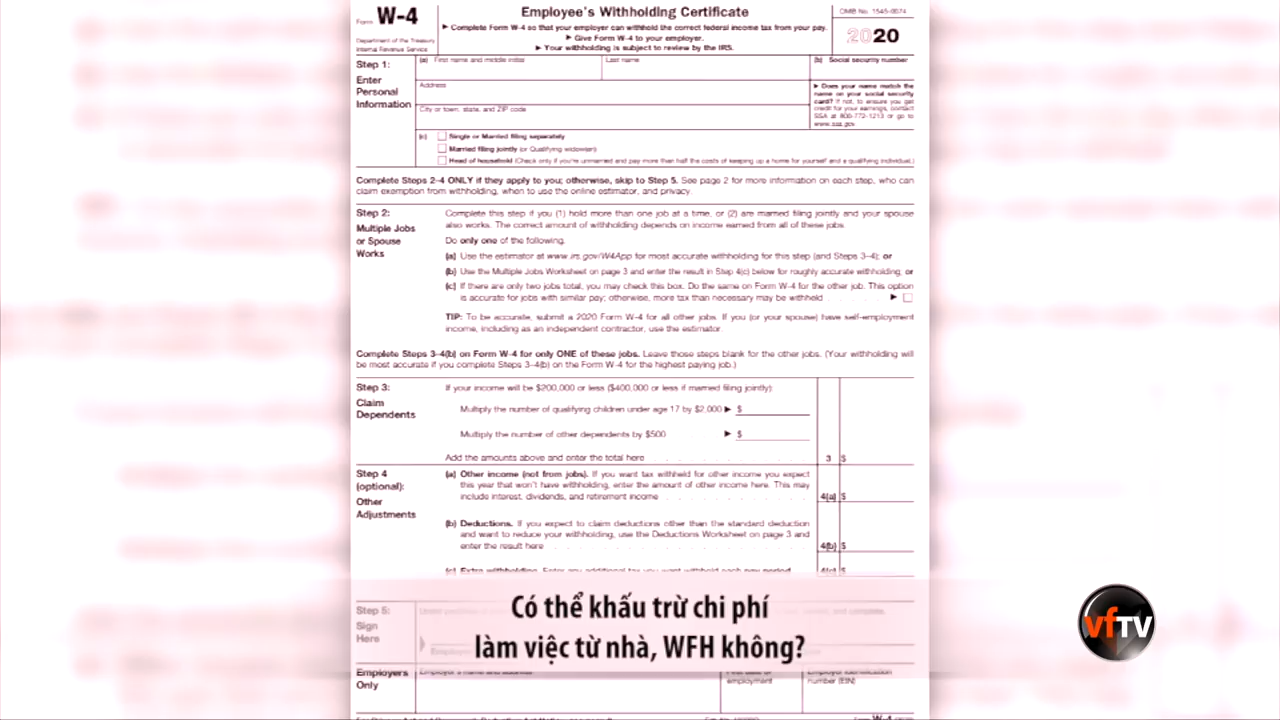 Form W-4
Department of the Treasury
Internal Revenue Service
Employee's Withholding Certificate
▶ Complete Form W-4 so that your employer can withhold the correct federal income tax from your pay.
▶ Give Form W-4 to your employer.
▶ Your withholding is subject to review by the IRS.
OMB No. 1545-0074
2020
Step 1:
Enter
Personal
Information
(a) First name and middle initial
Last name
(b) Social security number
Address
City or town, state, and ZIP code
▶ Does your name match the
name on your social security
card? If not, to ensure you get
credit for your earnings, contact
SSA at 800-772-1213 or go to
www.ssa.gov
(c) Single or Married filing separately
Married filing jointly (or Qualifying widow(er))
Head of household (Check only if you're unmarried and pay more than half the costs of keeping up a home for yourself and a qualifying individual.)
Complete Steps 2–4 ONLY if they apply to you; otherwise, skip to Step 5. See page 2 for more information on each step, who can
claim exemption from withholding, when to use the online estimator, and privacy.
Step 2:
Multiple Jobs
or Spouse
Works
Complete this step if you (1) hold more than one job at a time, or (2) are married filing jointly and your spouse
also works. The correct amount of withholding depends on income earned from all of these jobs.
Do only one of the following.
(a) Use the estimator at www.irs.gov/W4App for most accurate withholding for this step (and Steps 3–4); or
(b) Use the Multiple Jobs Worksheet on page 3 and enter the result in Step 4(c) below for roughly accurate withholding; or
(c) If there are only two jobs total, you may check this box. Do the same on Form W-4 for the other job. This option
is accurate for jobs with similar pay; otherwise, more tax than necessary may be withheld ▶
TIP: To be accurate, submit a 2020 Form W-4 for all other jobs. If you (or your spouse) have self-employment
income, including as an independent contractor, use the estimator.
Complete Steps 3–4(b) on Form W-4 for only ONE of these jobs. Leave those steps blank for the other jobs. (Your withholding will
be most accurate if you complete Steps 3–4(b) on the Form W-4 for the highest paying job.)
Step 3:
Claim
Dependents
If your income will be $200,000 or less ($400,000 or less if married filing jointly):
Multiply the number of qualifying children under age 17 by $2,000 ▶ $
Multiply the number of other dependents by $500 ▶ $
Add the amounts above and enter the total here 3 $
Step 4
(optional):
Other
Adjustments
(a) Other income (not from jobs). If you want tax withheld for other income you expect
this year that won't have withholding, enter the amount of other income here. This may
include interest, dividends, and retirement income 4(a) $
(b) Deductions. If you expect to claim deductions other than the standard deduction
and want to reduce your withholding, use the Deductions Worksheet on page 3 and
enter the result here 4(b) $
(c) Extra withholding. Enter any additional tax you want withheld each pay period 4(c) $
Step 5:
Sign
Here
Có thể khấu trừ chi phí
làm việc từ nhà, WFH không?
vfTV
Employers
Only
Employer's name and address
First date of
employment
Employer identification
number (EIN)